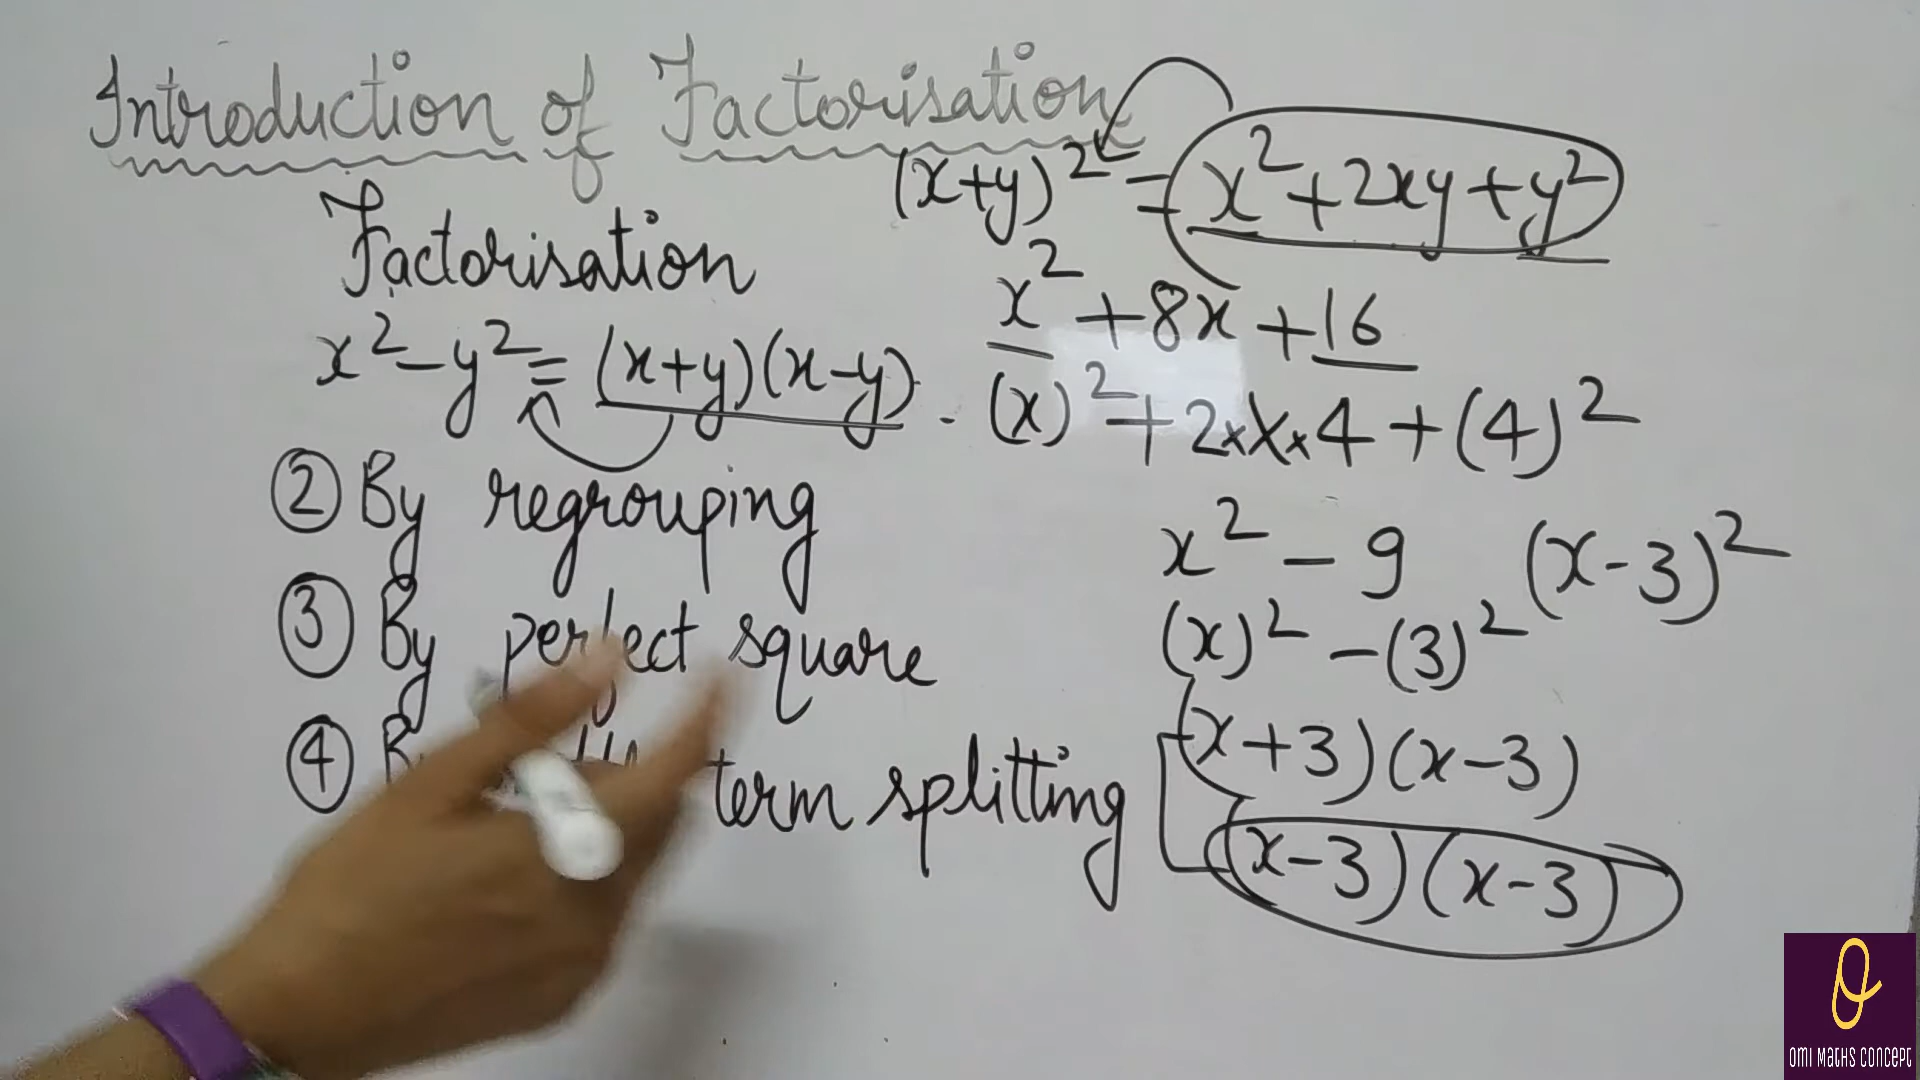 Introduction of Factorisation
(x+y)² = x²+2xy+y²
Factorisation
x²-y² = (x+y)(x-y).
x²+8x+16
(x)²+2×x×4+(4)²
② By regrouping
③ By perfect square
④ term splitting
x²-9 (x-3)²
(x)²-(3)²
(x+3)(x-3)
(x-3)(x-3)
OMI MATHS CONCEPT